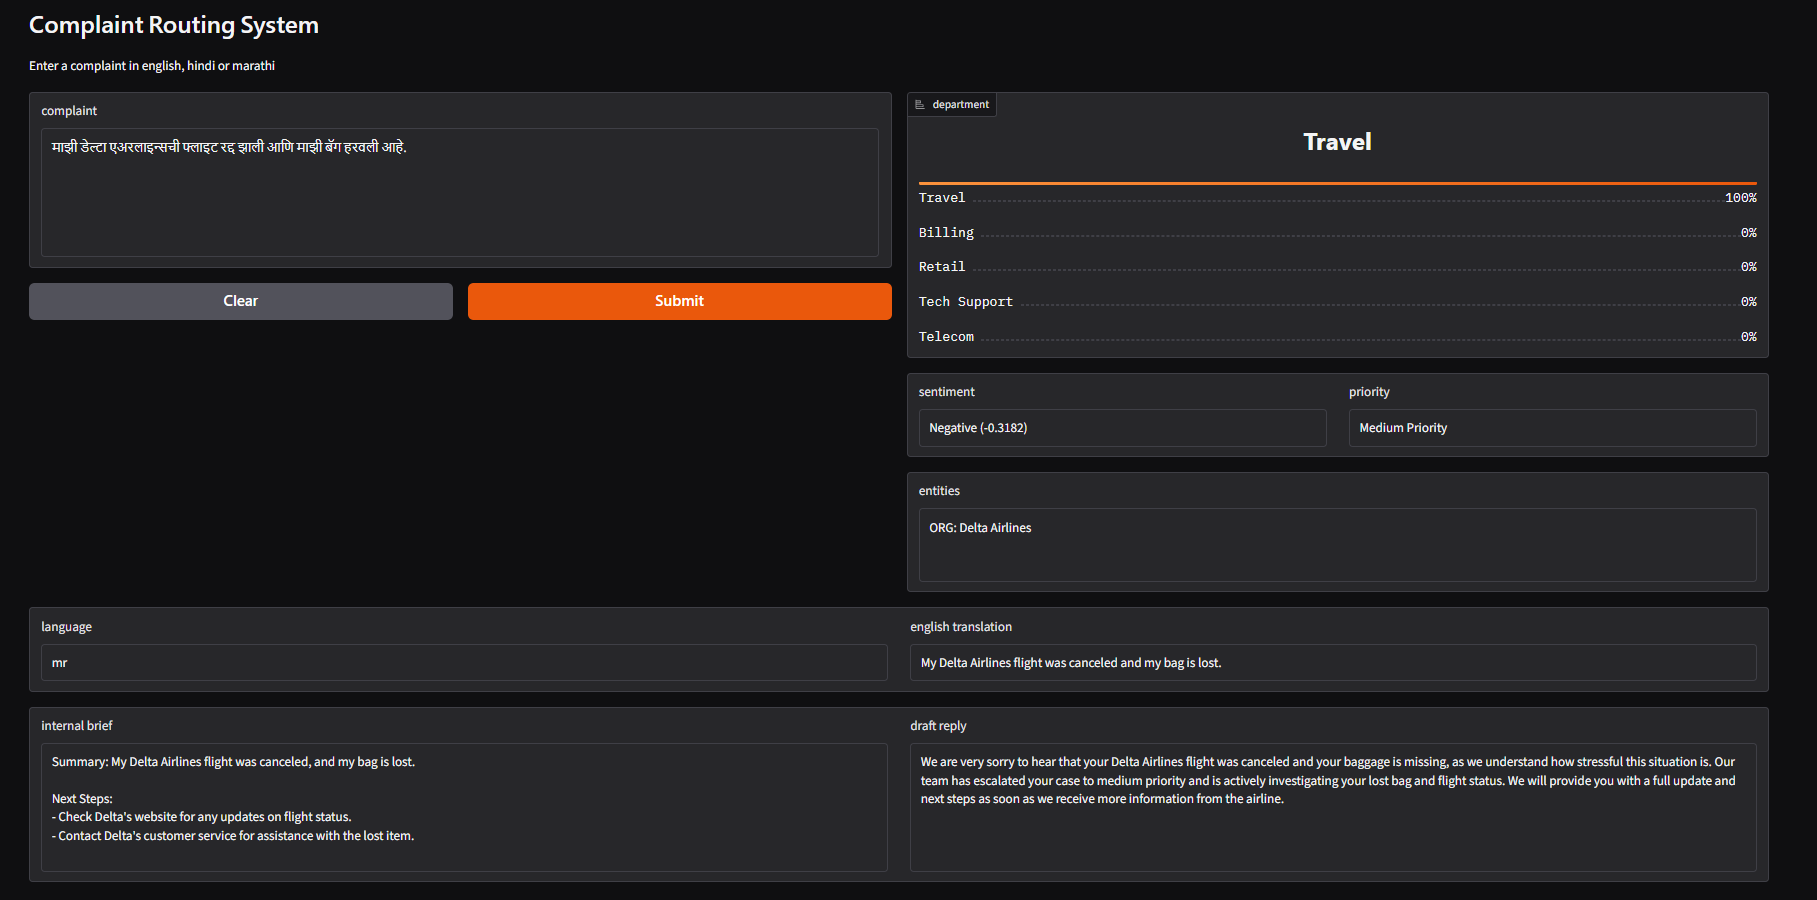 Complaint Routing System
Enter a complaint in english, hindi or marathi
complaint
माझी डेल्टा एअरलाइन्सची फ्लाइट रद्द झाली आणि माझी बॅग हरवली आहे.
Clear
Submit
department
Travel
Travel 100%
Billing 0%
Retail 0%
Tech Support 0%
Telecom 0%
sentiment
Negative (-0.3182)
priority
Medium Priority
entities
ORG: Delta Airlines
language
mr
english translation
My Delta Airlines flight was canceled and my bag is lost.
internal brief
Summary: My Delta Airlines flight was canceled, and my bag is lost.
Next Steps:
- Check Delta's website for any updates on flight status.
- Contact Delta's customer service for assistance with the lost item.
draft reply
We are very sorry to hear that your Delta Airlines flight was canceled and your baggage is missing, as we understand how stressful this situation is. Our
team has escalated your case to medium priority and is actively investigating your lost bag and flight status. We will provide you with a full update and
next steps as soon as we receive more information from the airline.